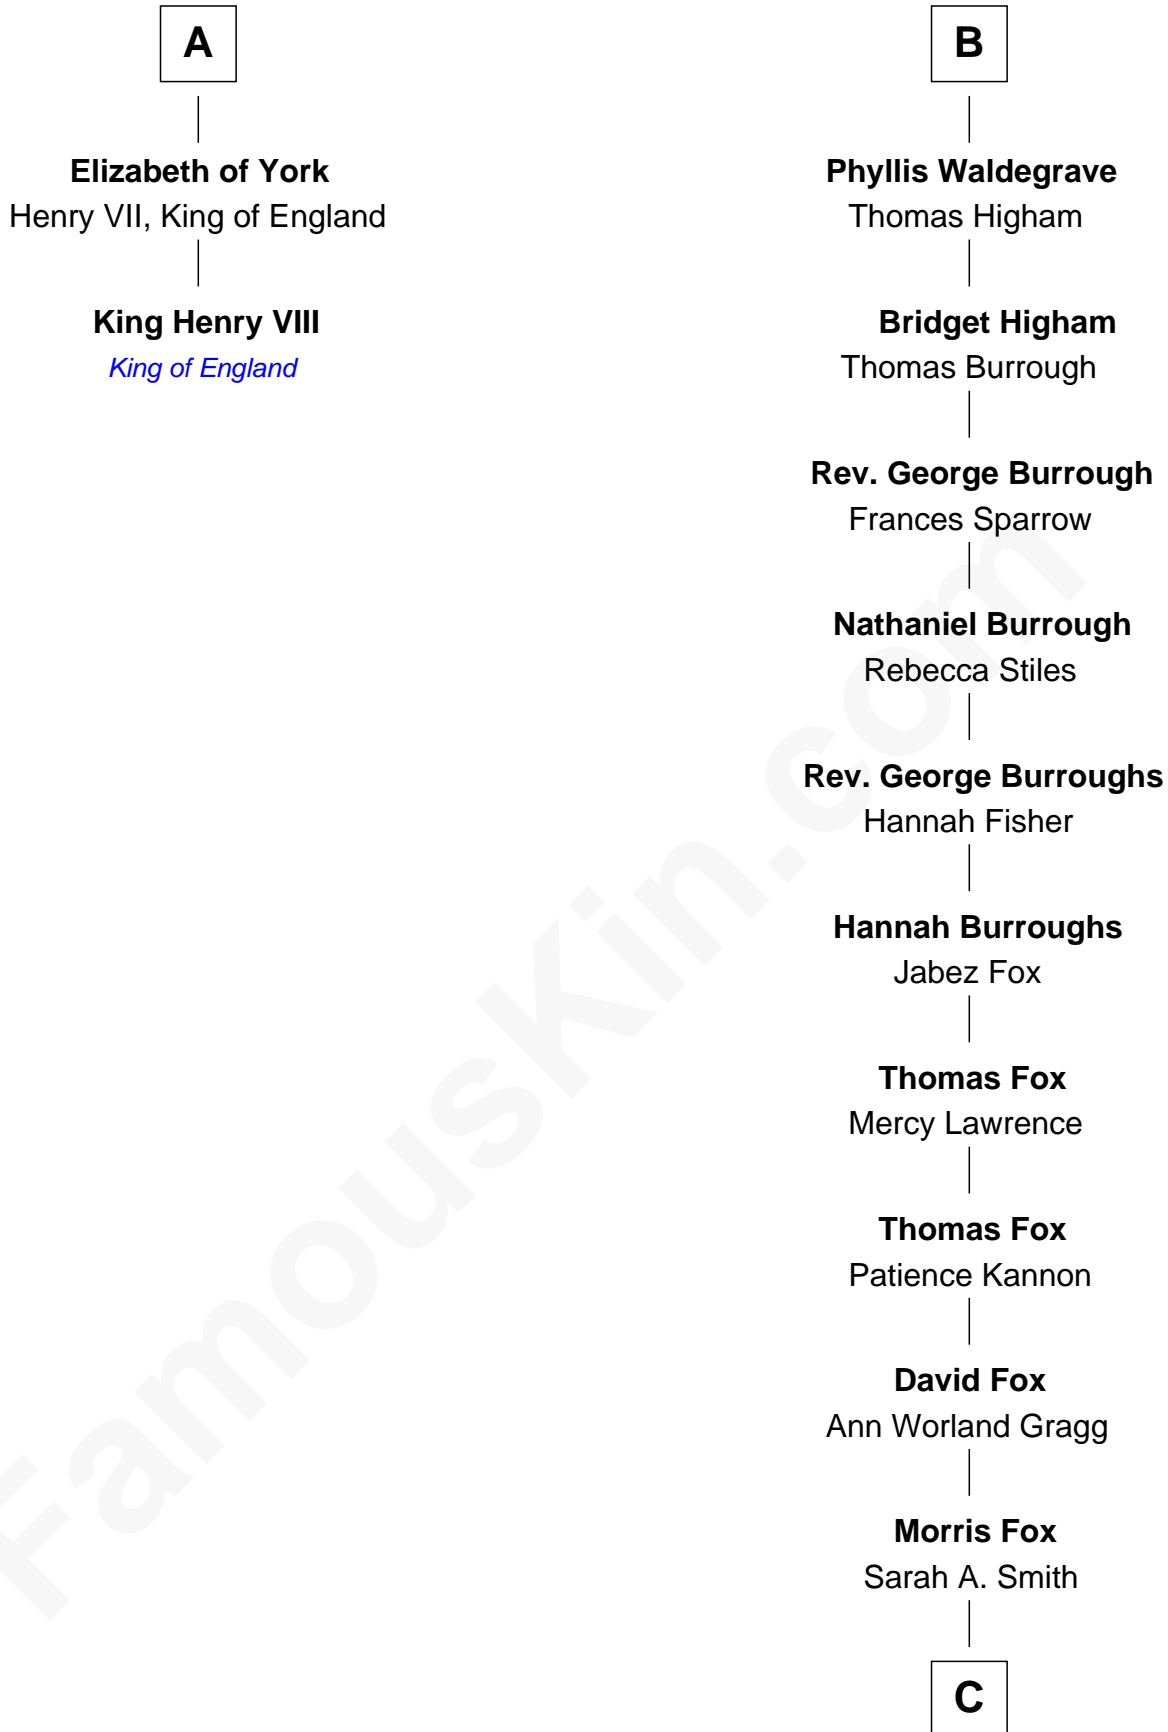 A
Elizabeth of York
Henry VII, King of England
King Henry VIII
King of England
B
Phyllis Waldegrave
Thomas Higham
Bridget Higham
Thomas Burrough
Rev. George Burrough
Frances Sparrow
Nathaniel Burrough
Rebecca Stiles
Rev. George Burroughs
Hannah Fisher
Hannah Burroughs
Jabez Fox
Thomas Fox
Mercy Lawrence
Thomas Fox
Patience Kannon
David Fox
Ann Worland Gragg
Morris Fox
Sarah A. Smith
C
FamousKin.com